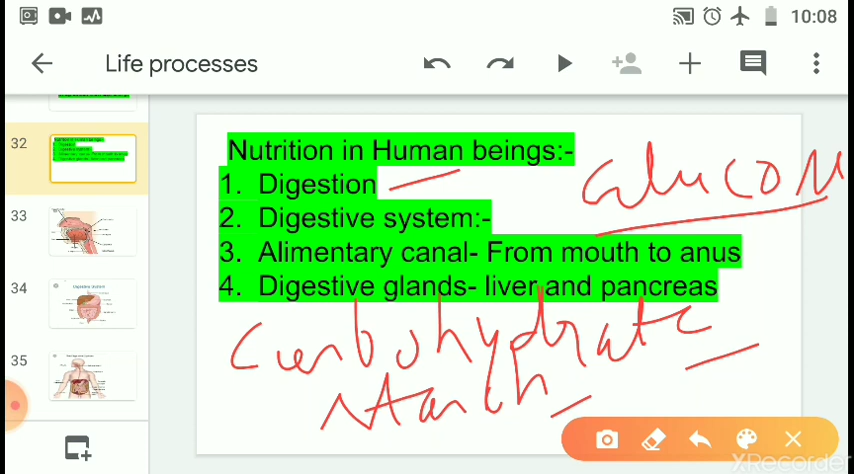 10:08
Life processes
32
33
34
35
Nutrition in Human beings:-
1. Digestion
2. Digestive system:-
3. Alimentary canal- From mouth to anus
4. Digestive glands- liver and pancreas
Glucose
Carbohydrate
Starch
XRecorder